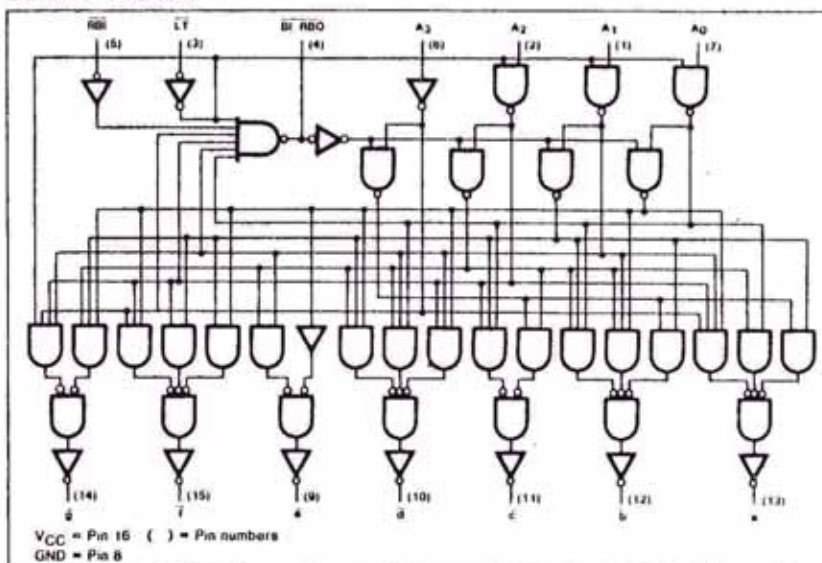 RBI LT BI RBO A3 A2 A1 A0
(5) (3) (4) (6) (2) (1) (7)
(14) (15) (9) (10) (11) (12) (13)
g f e d c b a
VCC = Pin 16 ( ) = Pin numbers
GND = Pin 8